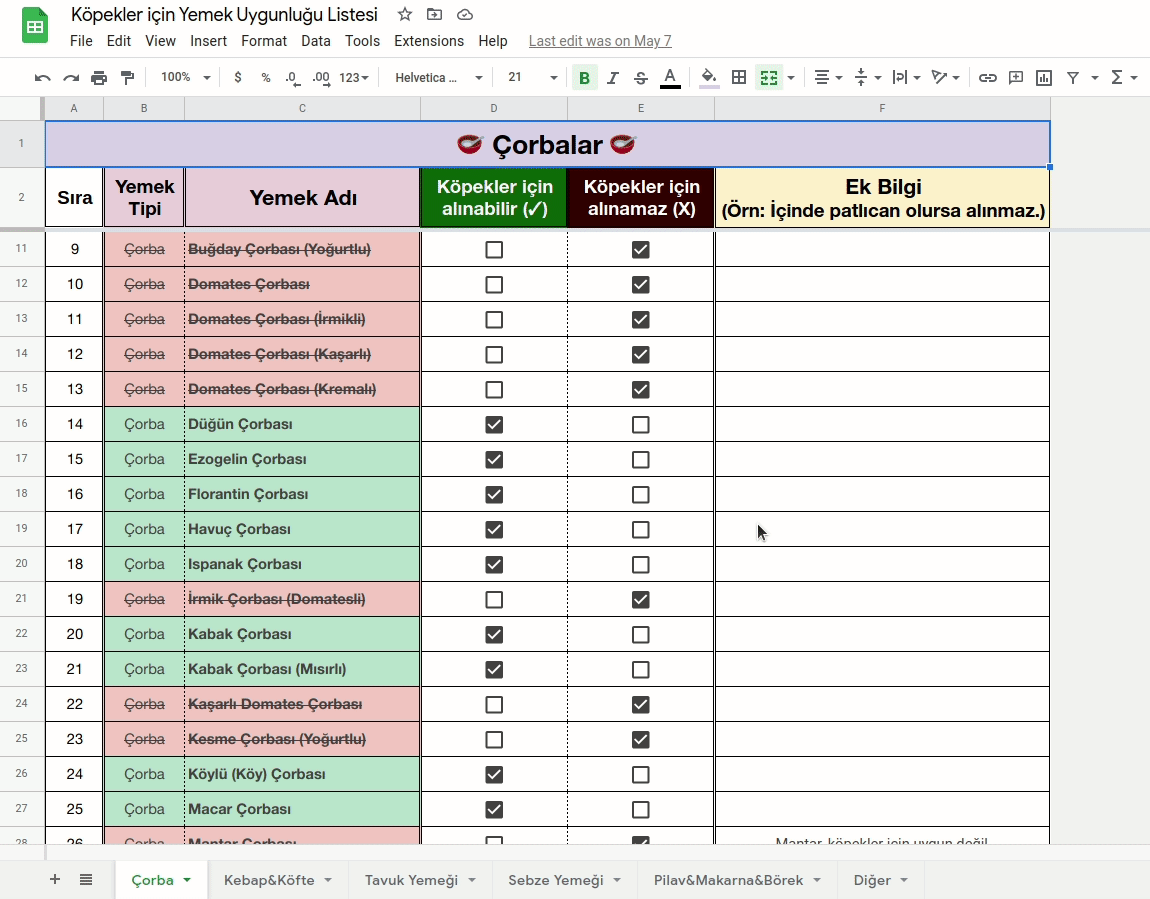 Köpekler için Yemek Uygunluğu Listesi
File Edit View Insert Format Data Tools Extensions Help Last edit was on May 7
100% $ % .0 .00 123 Helvetica ... 21 B I S A
A B C D E F
1 Çorbalar
2 Sıra Yemek Tipi Yemek Adı Köpekler için alınabilir (✓) Köpekler için alınamaz (X) Ek Bilgi (Örn: İçinde patlıcan olursa alınmaz.)
11 9 Çorba Buğday Çorbası (Yoğurtlu)
12 10 Çorba Domates Çorbası
13 11 Çorba Domates Çorbası (İrmikli)
14 12 Çorba Domates Çorbası (Kaşarlı)
15 13 Çorba Domates Çorbası (Kremalı)
16 14 Çorba Düğün Çorbası
17 15 Çorba Ezogelin Çorbası
18 16 Çorba Florantin Çorbası
19 17 Çorba Havuç Çorbası
20 18 Çorba Ispanak Çorbası
21 19 Çorba İrmik Çorbası (Domatesli)
22 20 Çorba Kabak Çorbası
23 21 Çorba Kabak Çorbası (Mısırlı)
24 22 Çorba Kaşarlı Domates Çorbası
25 23 Çorba Kesme Çorbası (Yoğurtlu)
26 24 Çorba Köylü (Köy) Çorbası
27 25 Çorba Macar Çorbası
28 26 Çorba Mantar Çorbası Mantar, köpekler için uygun değil
Çorba Kebap&Köfte Tavuk Yemeği Sebze Yemeği Pilav&Makarna&Börek Diğer